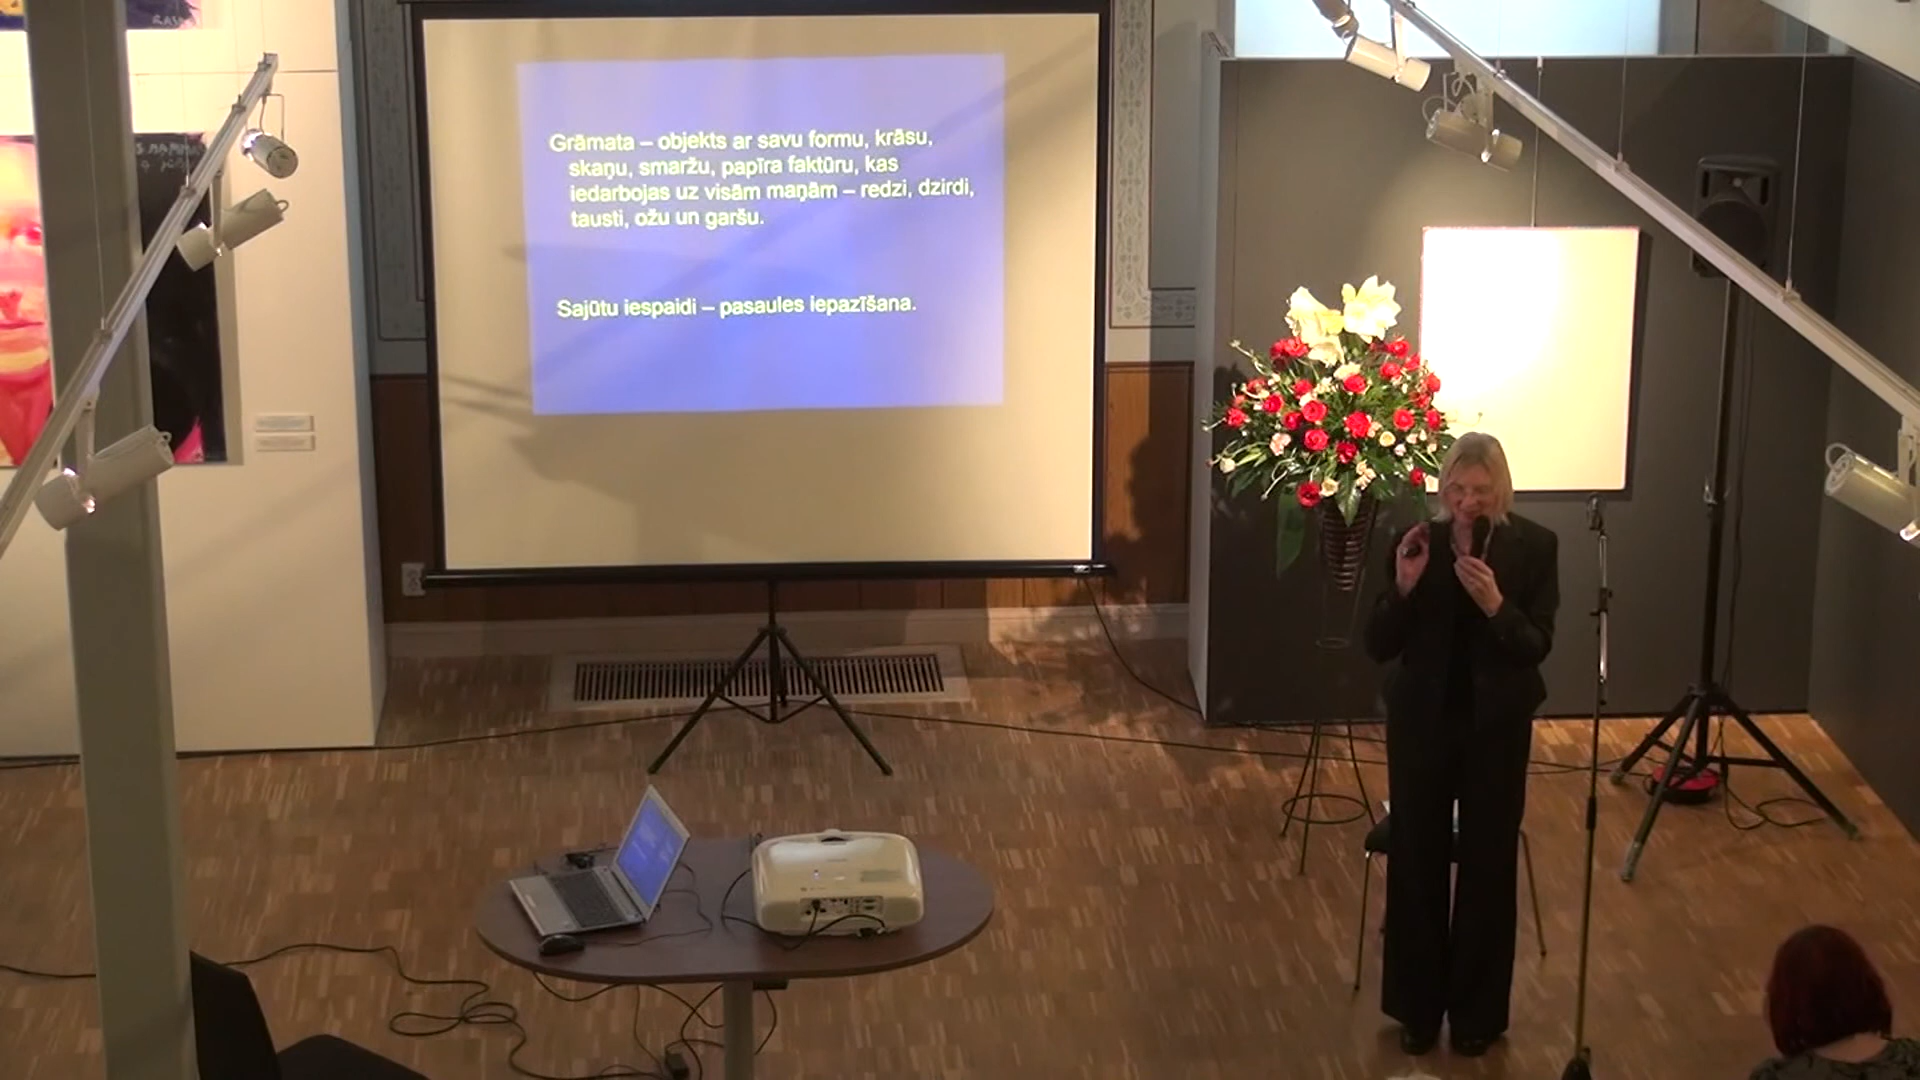 Grāmata – objekts ar savu formu, krāsu,
skaņu, smaržu, papīra faktūru, kas
iedarbojas uz visām maņām – redzi, dzirdi,
tausti, ožu un garšu.
Sajūtu iespaidi – pasaules iepazīšana.